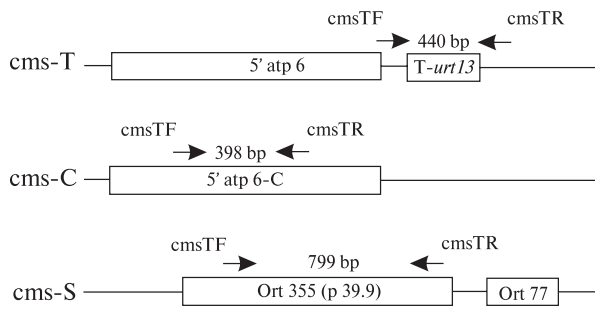 cmsTF cmsTR
440 bp
cms-T 5' atp 6 T-urt13
cmsTF cmsTR
398 bp
cms-C 5' atp 6-C
cmsTF cmsTR
799 bp
cms-S Ort 355 (p 39.9) Ort 77